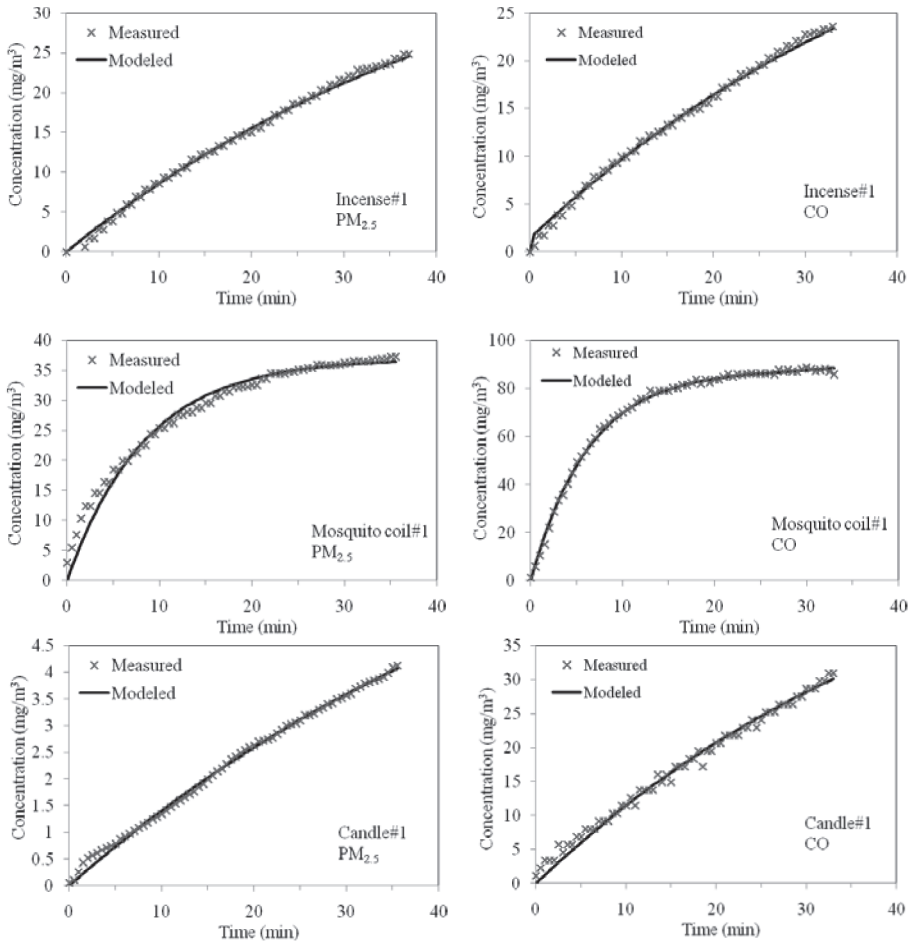 30
25
20
15
10
5
0
Concentration (mg/m³)
× Measured
Modeled
Incense#1
PM₂.₅
0 10 20 30 40
Time (min)
25
20
15
10
5
0
Concentration (mg/m³)
× Measured
Modeled
Incense#1
CO
0 10 20 30 40
Time (min)
40
35
30
25
20
15
10
5
0
Concentration (mg/m³)
× Measured
Modeled
Mosquito coil#1
PM₂.₅
0 10 20 30 40
Time (min)
100
80
60
40
20
0
Concentration (mg/m³)
× Measured
Modeled
Mosquito coil#1
CO
0 10 20 30 40
Time (min)
4.5
4
3.5
3
2.5
2
1.5
1
0.5
0
Concentration (mg/m³)
× Measured
Modeled
Candle#1
PM₂.₅
0 10 20 30 40
Time (min)
35
30
25
20
15
10
5
0
Concentration (mg/m³)
× Measured
Modeled
Candle#1
CO
0 10 20 30 40
Time (min)